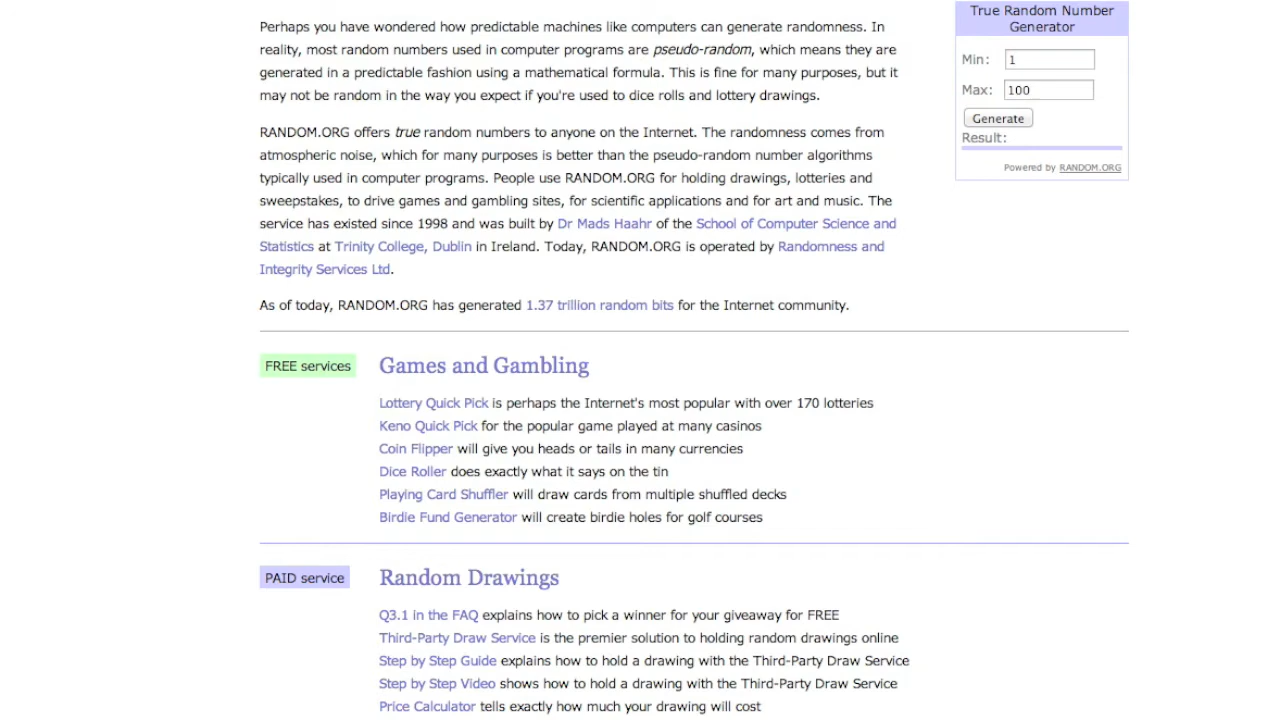 Perhaps you have wondered how predictable machines like computers can generate randomness. In
reality, most random numbers used in computer programs are pseudo-random, which means they are
generated in a predictable fashion using a mathematical formula. This is fine for many purposes, but it
may not be random in the way you expect if you're used to dice rolls and lottery drawings.
RANDOM.ORG offers true random numbers to anyone on the Internet. The randomness comes from
atmospheric noise, which for many purposes is better than the pseudo-random number algorithms
typically used in computer programs. People use RANDOM.ORG for holding drawings, lotteries and
sweepstakes, to drive games and gambling sites, for scientific applications and for art and music. The
service has existed since 1998 and was built by Dr Mads Haahr of the School of Computer Science and
Statistics at Trinity College, Dublin in Ireland. Today, RANDOM.ORG is operated by Randomness and
Integrity Services Ltd.
As of today, RANDOM.ORG has generated 1.37 trillion random bits for the Internet community.
True Random Number
Generator
Min: 1
Max: 100
Generate
Result:
Powered by RANDOM.ORG
FREE services
Games and Gambling
Lottery Quick Pick is perhaps the Internet's most popular with over 170 lotteries
Keno Quick Pick for the popular game played at many casinos
Coin Flipper will give you heads or tails in many currencies
Dice Roller does exactly what it says on the tin
Playing Card Shuffler will draw cards from multiple shuffled decks
Birdie Fund Generator will create birdie holes for golf courses
PAID service
Random Drawings
Q3.1 in the FAQ explains how to pick a winner for your giveaway for FREE
Third-Party Draw Service is the premier solution to holding random drawings online
Step by Step Guide explains how to hold a drawing with the Third-Party Draw Service
Step by Step Video shows how to hold a drawing with the Third-Party Draw Service
Price Calculator tells exactly how much your drawing will cost